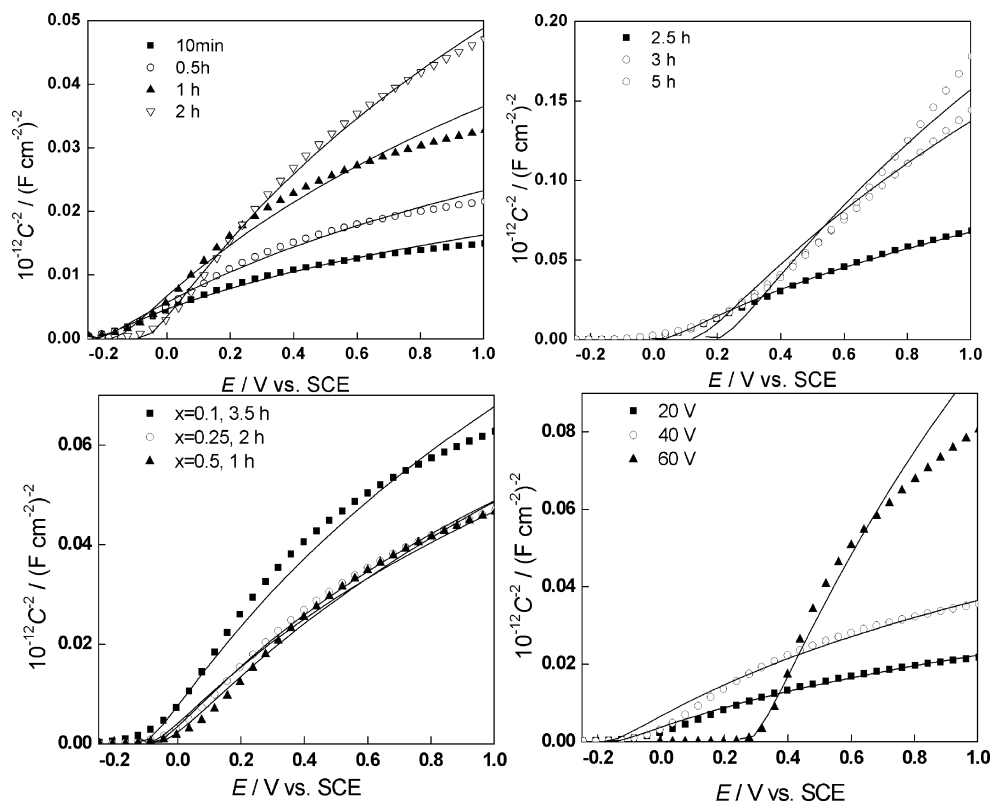 0.05
0.04
0.03
0.02
0.01
0.00
10⁻¹²C⁻² / (F cm⁻²)⁻²
10min
0.5h
1 h
2 h
-0.2 0.0 0.2 0.4 0.6 0.8 1.0
E / V vs. SCE
0.20
0.15
0.10
0.05
0.00
10⁻¹²C⁻² / (F cm⁻²)⁻²
2.5 h
3 h
5 h
-0.2 0.0 0.2 0.4 0.6 0.8 1.0
E / V vs. SCE
0.06
0.04
0.02
0.00
10⁻¹²C⁻² / (F cm⁻²)⁻²
x=0.1, 3.5 h
x=0.25, 2 h
x=0.5, 1 h
-0.2 0.0 0.2 0.4 0.6 0.8 1.0
E / V vs. SCE
0.08
0.06
0.04
0.02
0.00
10⁻¹²C⁻² / (F cm⁻²)⁻²
20 V
40 V
60 V
-0.2 0.0 0.2 0.4 0.6 0.8 1.0
E / V vs. SCE